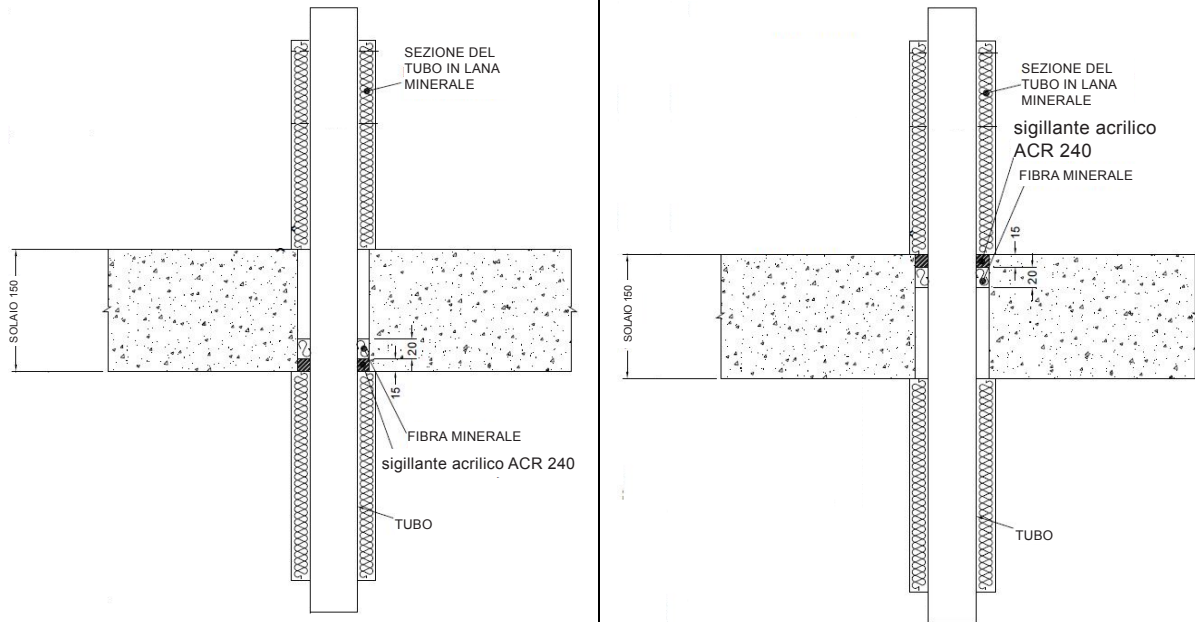 SEZIONE DEL
TUBO IN LANA
MINERALE
SOLAIO 150
20
15
FIBRA MINERALE
sigillante acrilico ACR 240
TUBO
SEZIONE DEL
TUBO IN LANA
MINERALE
sigillante acrilico
ACR 240
FIBRA MINERALE
15
20
SOLAIO 150
TUBO